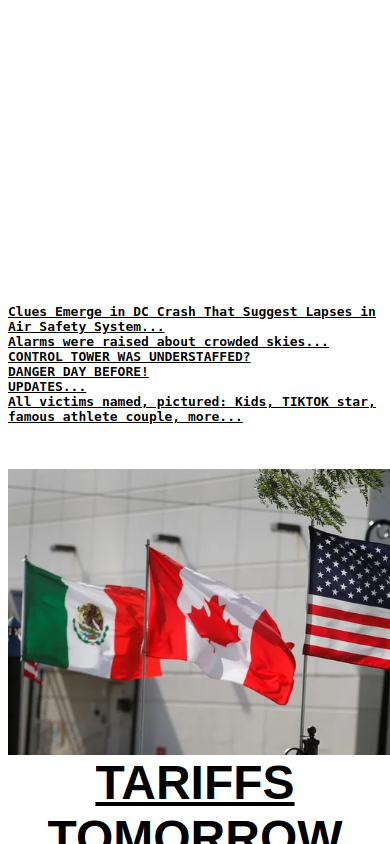 Clues Emerge in DC Crash That Suggest Lapses in
Air Safety System...
Alarms were raised about crowded skies...
CONTROL TOWER WAS UNDERSTAFFED?
DANGER DAY BEFORE!
UPDATES...
All victims named, pictured: Kids, TIKTOK star,
famous athlete couple, more...
TARIFFS
TOMORROW